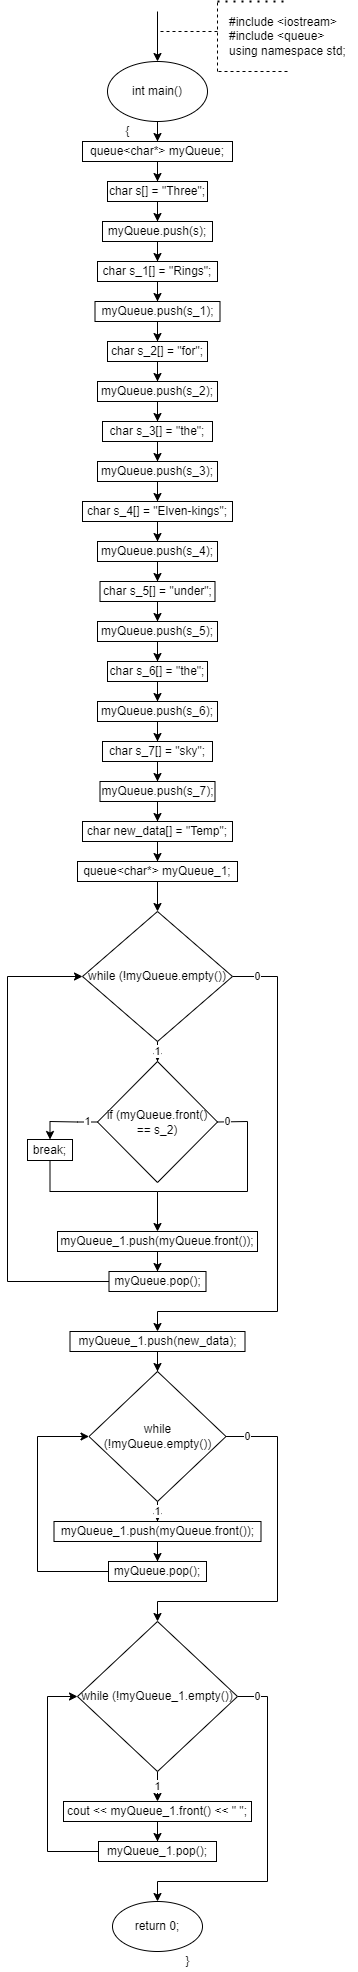 #include <iostream>
#include <queue>
using namespace std;
int main()
{
queue<char*> myQueue;
char s[] = "Three";
myQueue.push(s);
char s_1[] = "Rings";
myQueue.push(s_1);
char s_2[] = "for";
myQueue.push(s_2);
char s_3[] = "the";
myQueue.push(s_3);
char s_4[] = "Elven-kings";
myQueue.push(s_4);
char s_5[] = "under";
myQueue.push(s_5);
char s_6[] = "the";
myQueue.push(s_6);
char s_7[] = "sky";
myQueue.push(s_7);
char new_data[] = "Temp";
queue<char*> myQueue_1;
while (!myQueue.empty())
0
1
if (myQueue.front()
== s_2)
1
0
break;
myQueue_1.push(myQueue.front());
myQueue.pop();
myQueue_1.push(new_data);
while
(!myQueue.empty())
0
1
myQueue_1.push(myQueue.front());
myQueue.pop();
while (!myQueue_1.empty())
0
1
cout << myQueue_1.front() << " ";
myQueue_1.pop();
return 0;
}